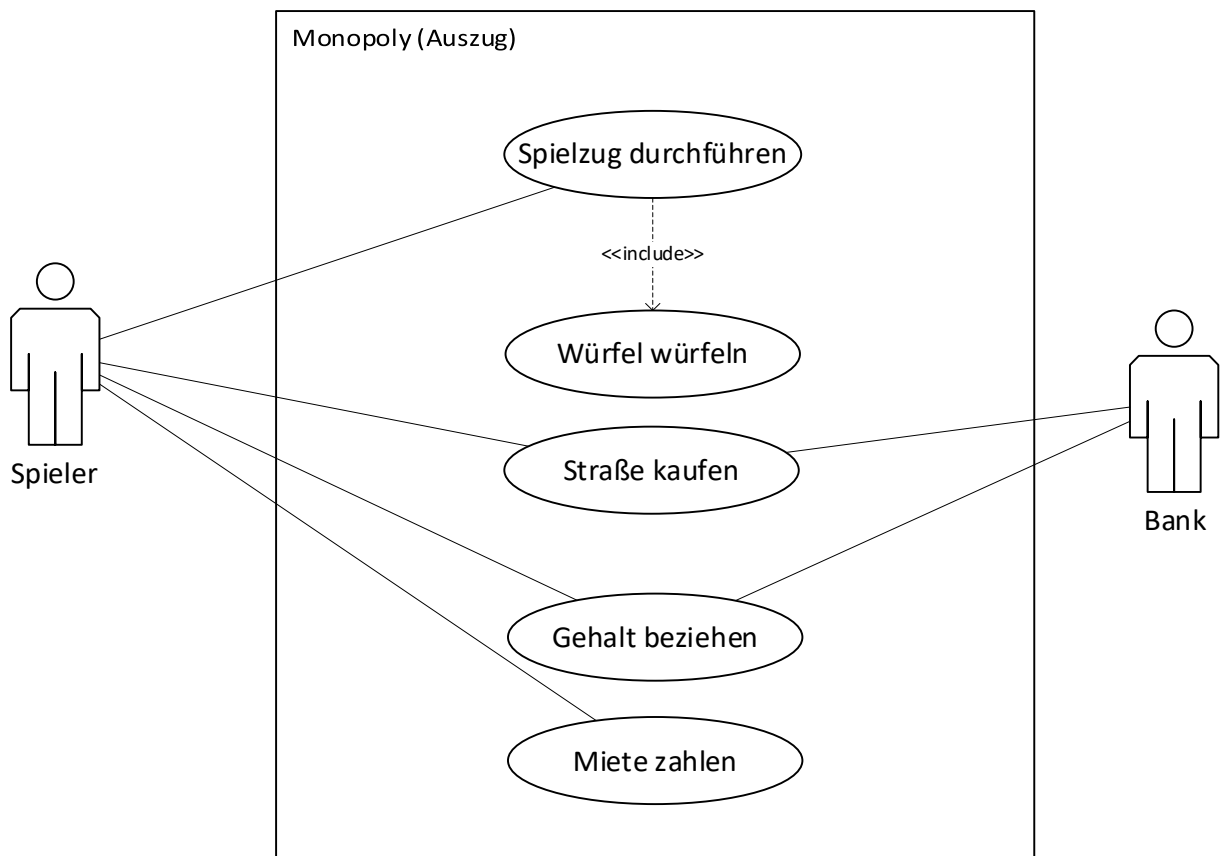 Monopoly (Auszug)
Spielzug durchführen
<<include>>
Würfel würfeln
Straße kaufen
Spieler
Bank
Gehalt beziehen
Miete zahlen